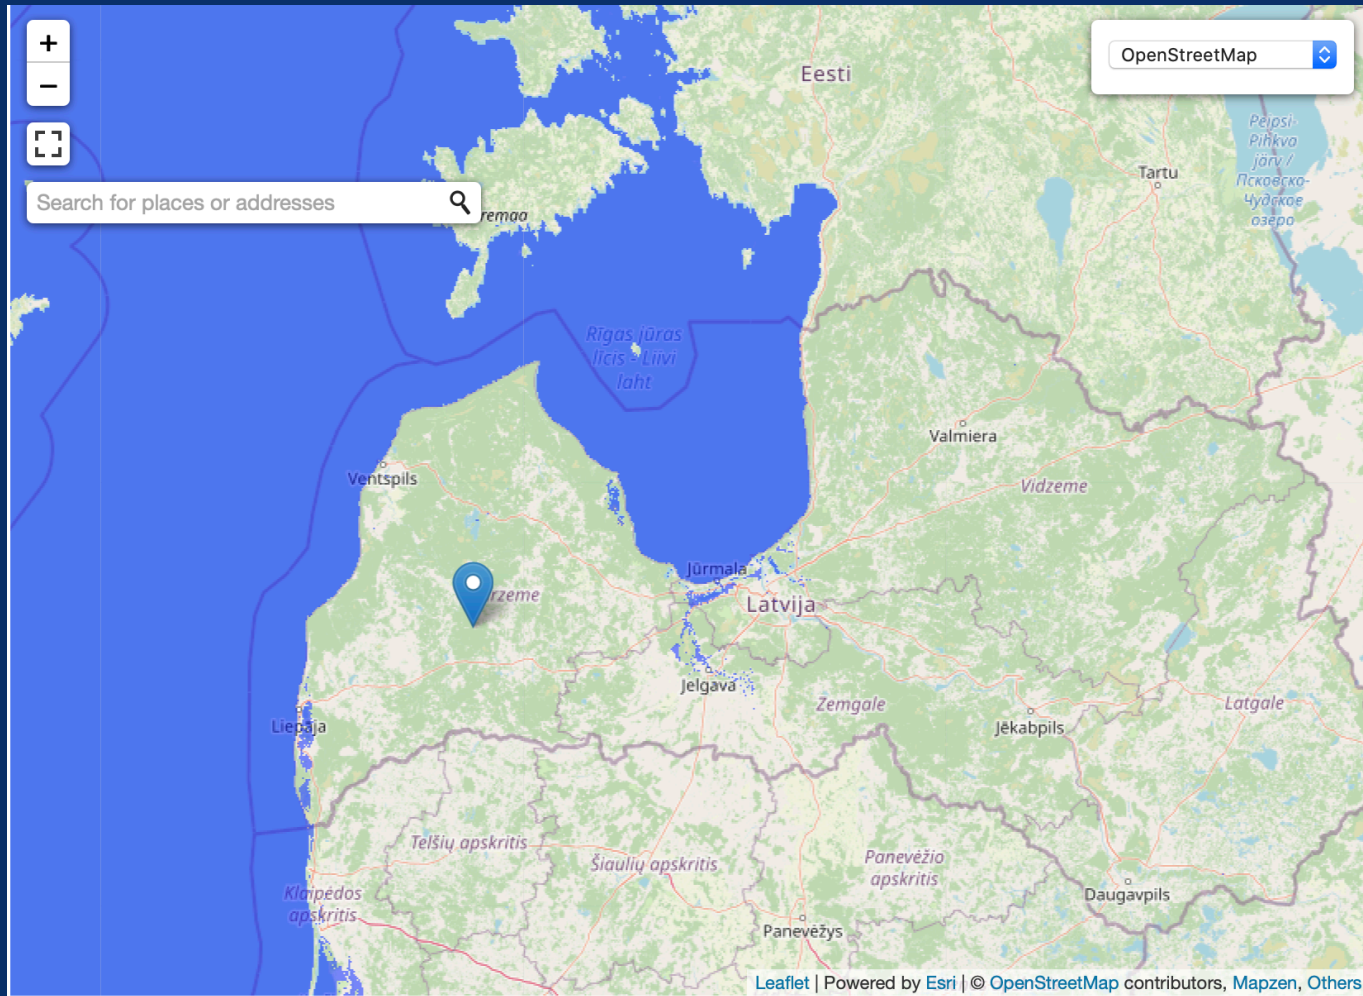 +
−
Search for places or addresses
OpenStreetMap
Eesti
Tartu
Peipsi-
Pihkva
järv /
Псковско-
Чудское
озеро
remaa
Rīgas jūras
līcis - Liivi
laht
Valmiera
Vidzeme
Ventspils
Jūrmala
rzeme
Latvija
Jelgava
Zemgale
Latgale
Jēkabpils
Liepāja
Telšių apskritis
Šiaulių apskritis
Panevėžio
apskritis
Klaipėdos
apskritis
Daugavpils
Panevėžys
Leaflet | Powered by Esri | © OpenStreetMap contributors, Mapzen, Others